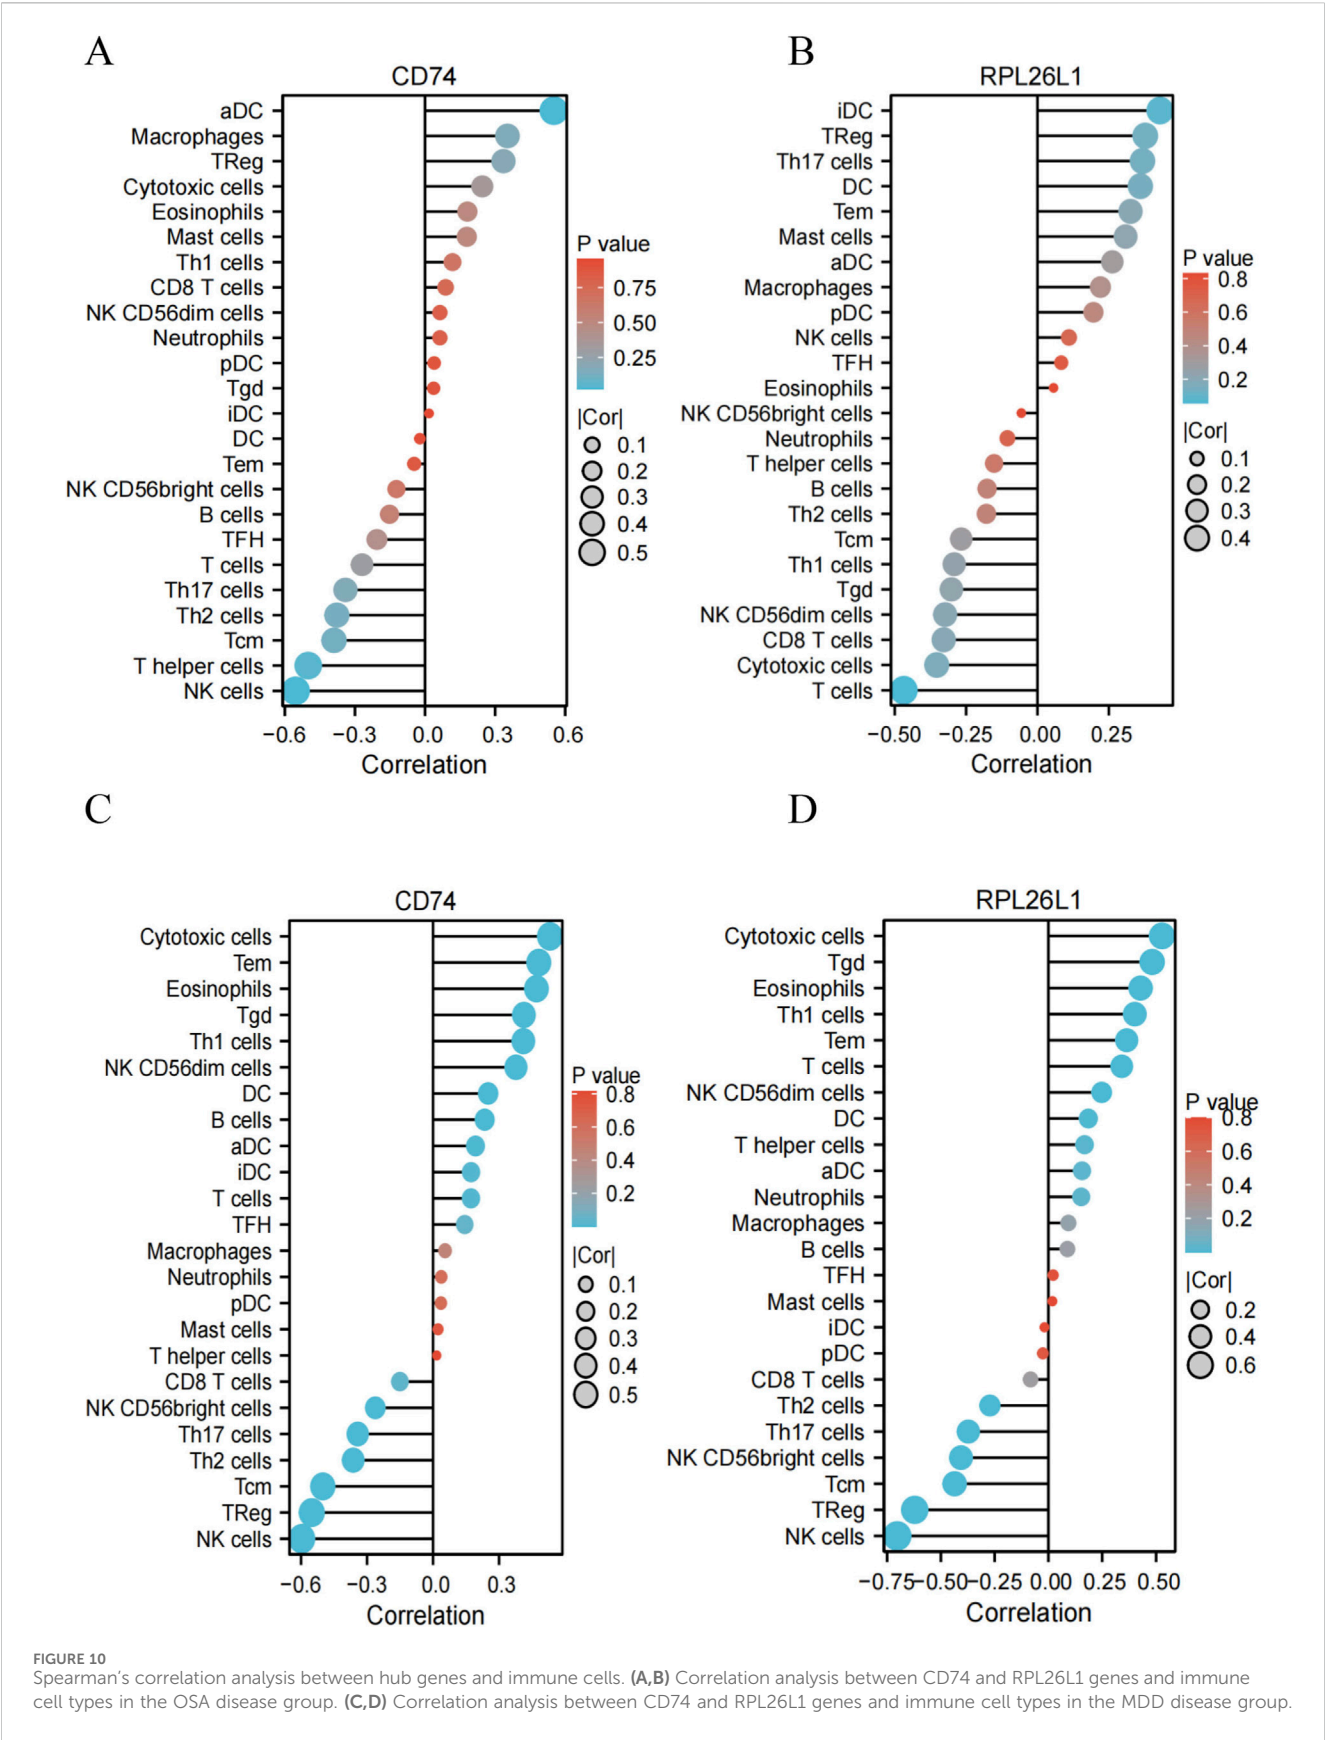 A
CD74
aDC
Macrophages
TReg
Cytotoxic cells
Eosinophils
Mast cells
Th1 cells
CD8 T cells
NK CD56dim cells
Neutrophils
pDC
Tgd
iDC
DC
Tem
NK CD56bright cells
B cells
TFH
T cells
Th17 cells
Th2 cells
Tcm
T helper cells
NK cells
−0.6 −0.3 0.0 0.3 0.6
Correlation
P value
0.75
0.50
0.25
|Cor|
0.1
0.2
0.3
0.4
0.5
B
RPL26L1
iDC
TReg
Th17 cells
DC
Tem
Mast cells
aDC
Macrophages
pDC
NK cells
TFH
Eosinophils
NK CD56bright cells
Neutrophils
T helper cells
B cells
Th2 cells
Tcm
Th1 cells
Tgd
NK CD56dim cells
CD8 T cells
Cytotoxic cells
T cells
−0.50 −0.25 0.00 0.25
Correlation
P value
0.8
0.6
0.4
0.2
|Cor|
0.1
0.2
0.3
0.4
C
CD74
Cytotoxic cells
Tem
Eosinophils
Tgd
Th1 cells
NK CD56dim cells
DC
B cells
aDC
iDC
T cells
TFH
Macrophages
Neutrophils
pDC
Mast cells
T helper cells
CD8 T cells
NK CD56bright cells
Th17 cells
Th2 cells
Tcm
TReg
NK cells
−0.6 −0.3 0.0 0.3
Correlation
P value
0.8
0.6
0.4
0.2
|Cor|
0.1
0.2
0.3
0.4
0.5
D
RPL26L1
Cytotoxic cells
Tgd
Eosinophils
Th1 cells
Tem
T cells
NK CD56dim cells
DC
T helper cells
aDC
Neutrophils
Macrophages
B cells
TFH
Mast cells
iDC
pDC
CD8 T cells
Th2 cells
Th17 cells
NK CD56bright cells
Tcm
TReg
NK cells
−0.75 −0.50 −0.25 0.00 0.25 0.50
Correlation
P value
0.8
0.6
0.4
0.2
|Cor|
0.2
0.4
0.6
FIGURE 10
Spearman's correlation analysis between hub genes and immune cells. (A,B) Correlation analysis between CD74 and RPL26L1 genes and immune
cell types in the OSA disease group. (C,D) Correlation analysis between CD74 and RPL26L1 genes and immune cell types in the MDD disease group.